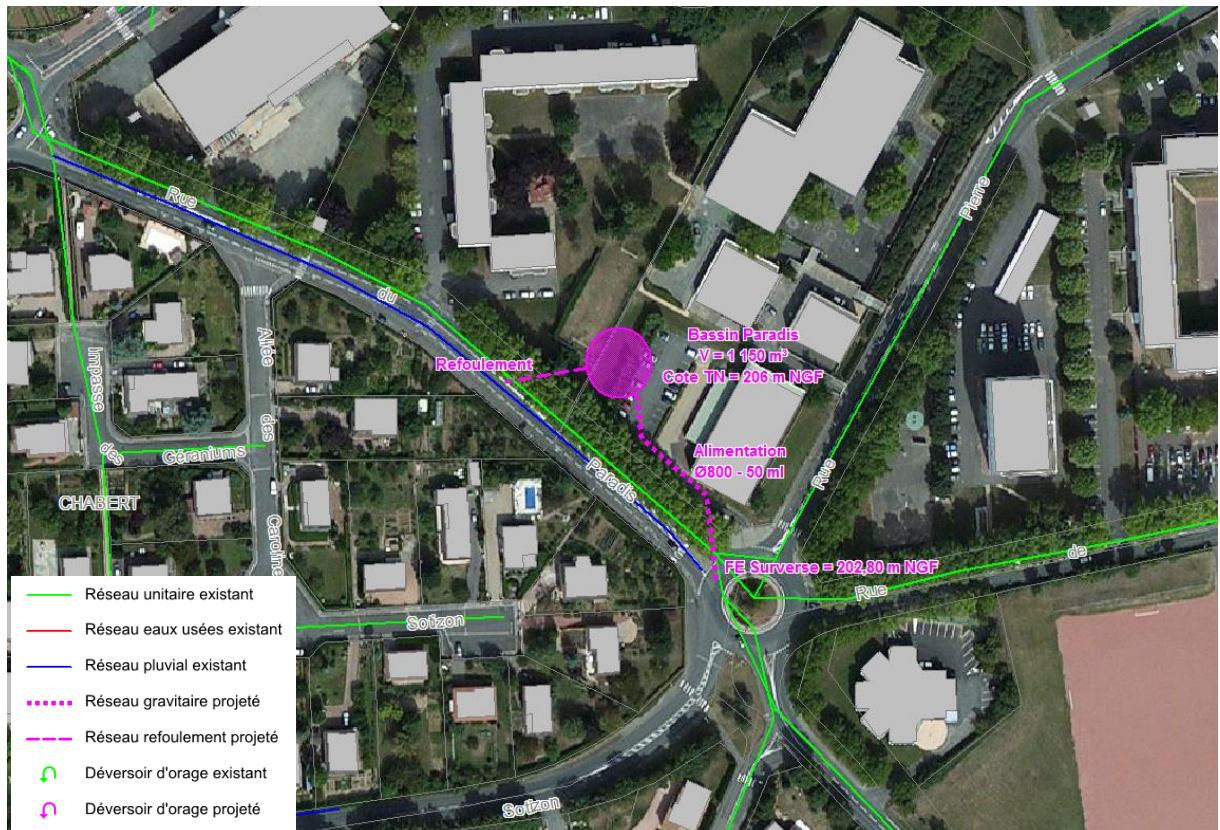 Rue
du
Paradis
Refoulement
Bassin Paradis
V = 1 150 m³
Cote TN = 206 m NGF
Alimentation
Ø800 - 50 ml
FE Surverse = 202,80 m NGF
Rue
Pierre
Rue
de
Impasse
des
Géraniums
Allée
des
CHABERT
Sotizon
Sotizon
Réseau unitaire existant
Réseau eaux usées existant
Réseau pluvial existant
Réseau gravitaire projeté
Réseau refoulement projeté
Déversoir d'orage existant
Déversoir d'orage projeté